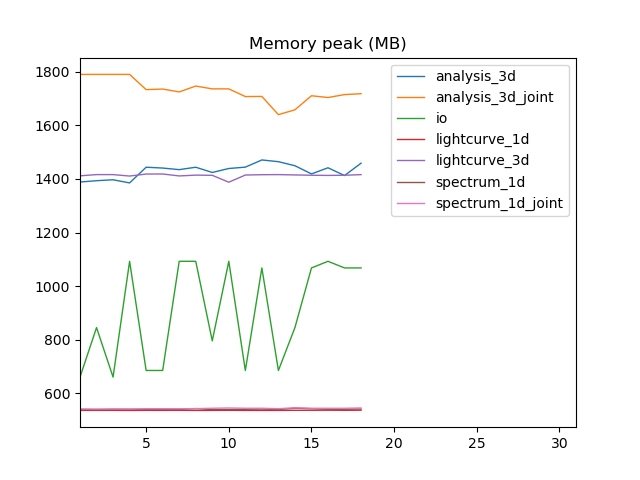 Memory peak (MB)
1800
1600
1400
1200
1000
800
600
5 10 15 20 25 30
analysis_3d
analysis_3d_joint
io
lightcurve_1d
lightcurve_3d
spectrum_1d
spectrum_1d_joint